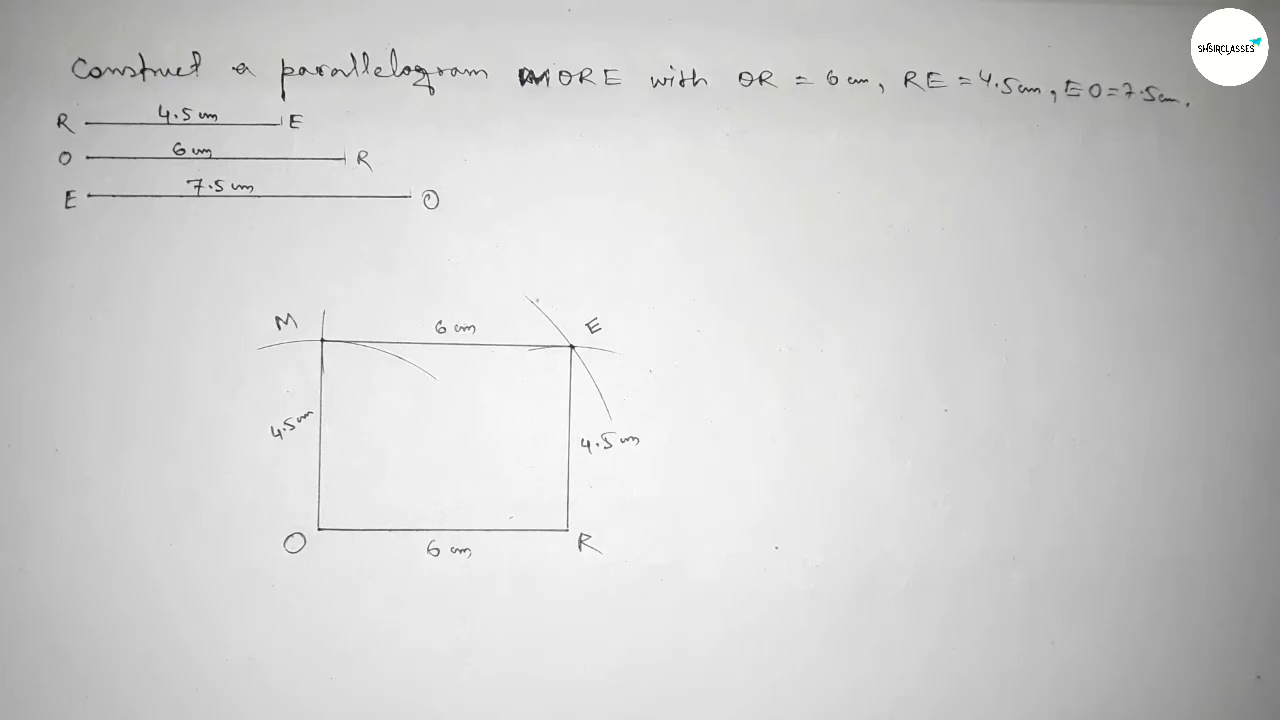 SHSIRCLASSES
Construct a parallelogram MORE with OR = 6 cm, RE = 4.5cm, EO = 7.5cm.
R 4.5 cm E
O 6 cm R
E 7.5 cm O
M 6 cm E
4.5 cm 4.5 cm
O 6 cm R